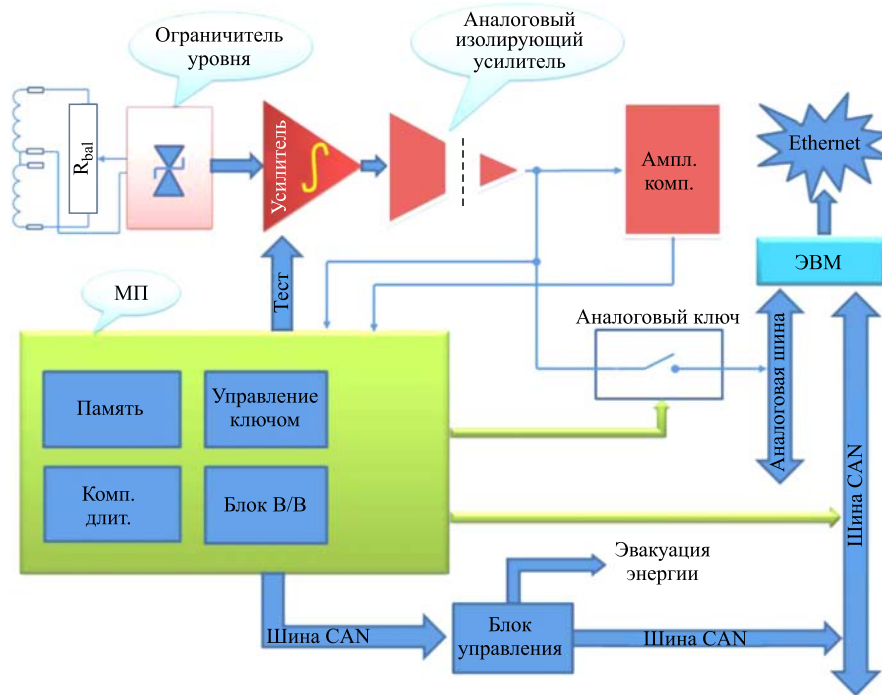 Ограничитель
уровня
Аналоговый
изолирующий
усилитель
R_bal
Усилитель
Ампл.
комп.
Ethernet
ЭВМ
МП
Тест
Аналоговый ключ
Аналоговая шина
Память
Управление
ключом
Комп.
длит.
Блок В/В
Шина CAN
Эвакуация
энергии
Шина CAN
Блок
управления
Шина CAN